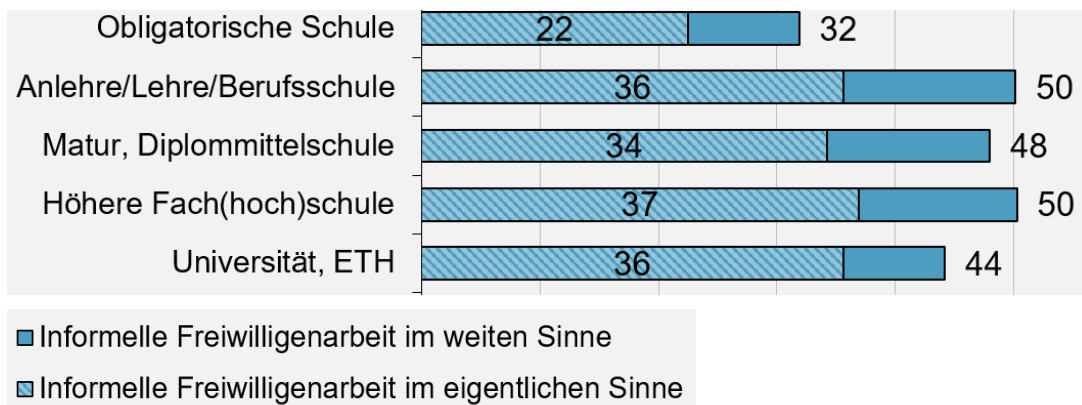 Obligatorische Schule 22 32
Anlehre/Lehre/Berufsschule 36 50
Matur, Diplommittelschule 34 48
Höhere Fach(hoch)schule 37 50
Universität, ETH 36 44
Informelle Freiwilligenarbeit im weiten Sinne
Informelle Freiwilligenarbeit im eigentlichen Sinne